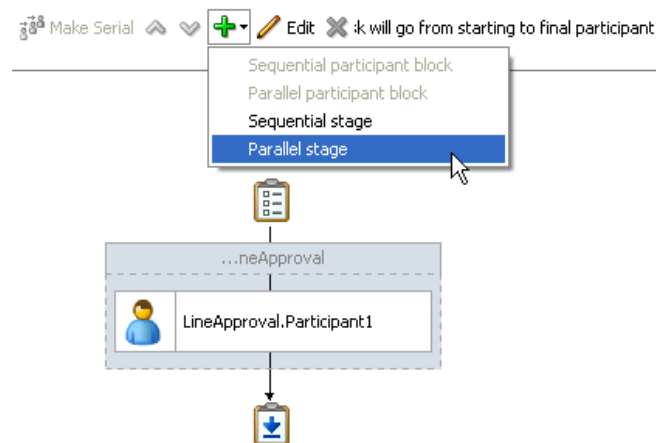 Make Serial Edit :k will go from starting to final participant
Sequential participant block
Parallel participant block
Sequential stage
Parallel stage
...neApproval
LineApproval.Participant1